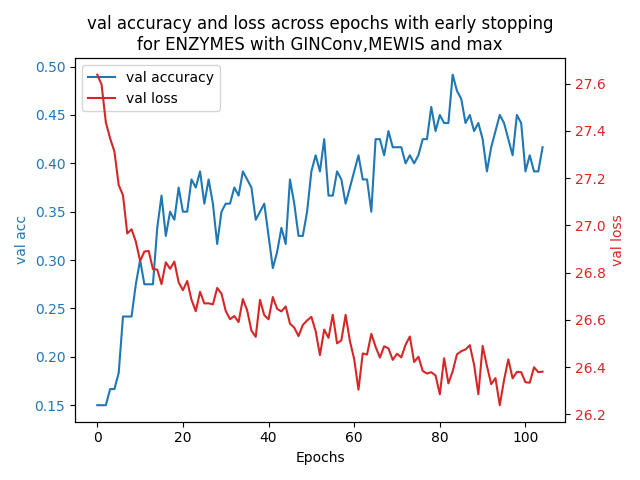 val accuracy and loss across epochs with early stopping
for ENZYMES with GINConv,MEWIS and max
val accuracy
val loss
0.50
0.45
0.40
0.35
0.30
0.25
0.20
0.15
val acc
27.6
27.4
27.2
27.0
26.8
26.6
26.4
26.2
val loss
0 20 40 60 80 100
Epochs